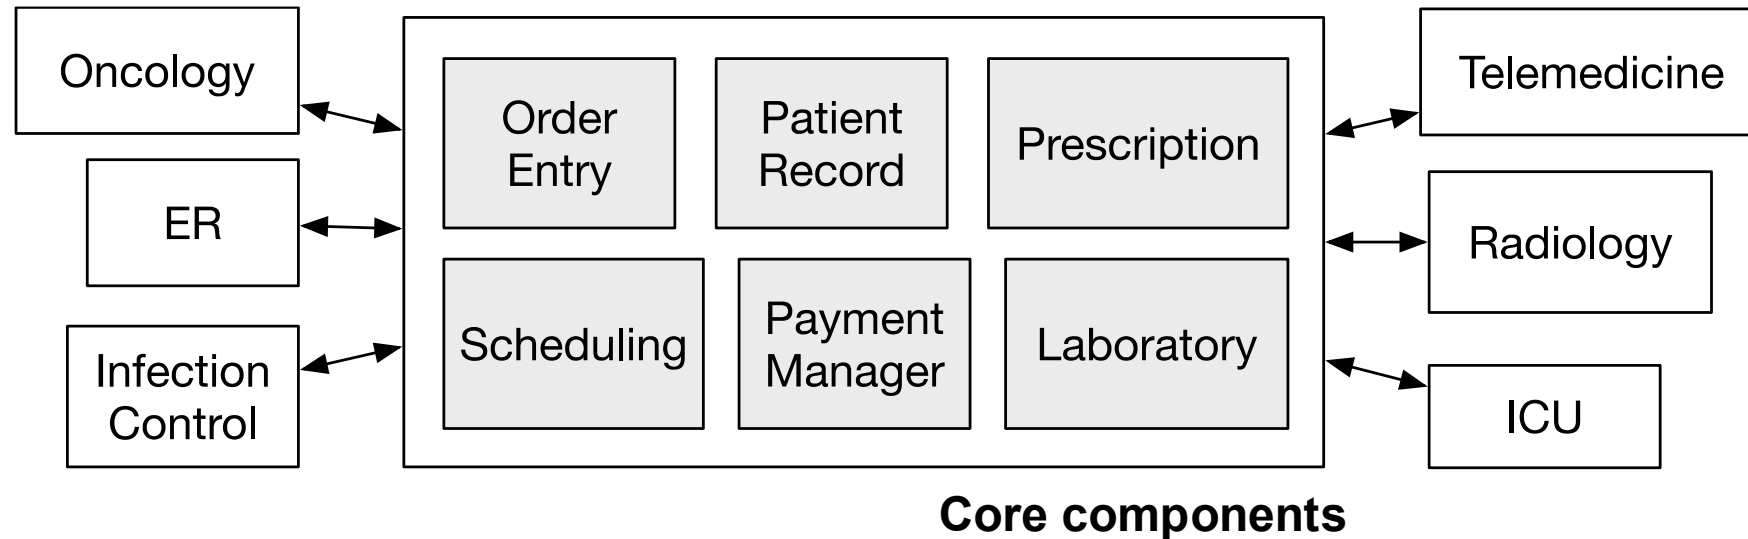 Oncology
ER
Infection
Control
Order
Entry
Patient
Record
Prescription
Scheduling
Payment
Manager
Laboratory
Telemedicine
Radiology
ICU
Core components